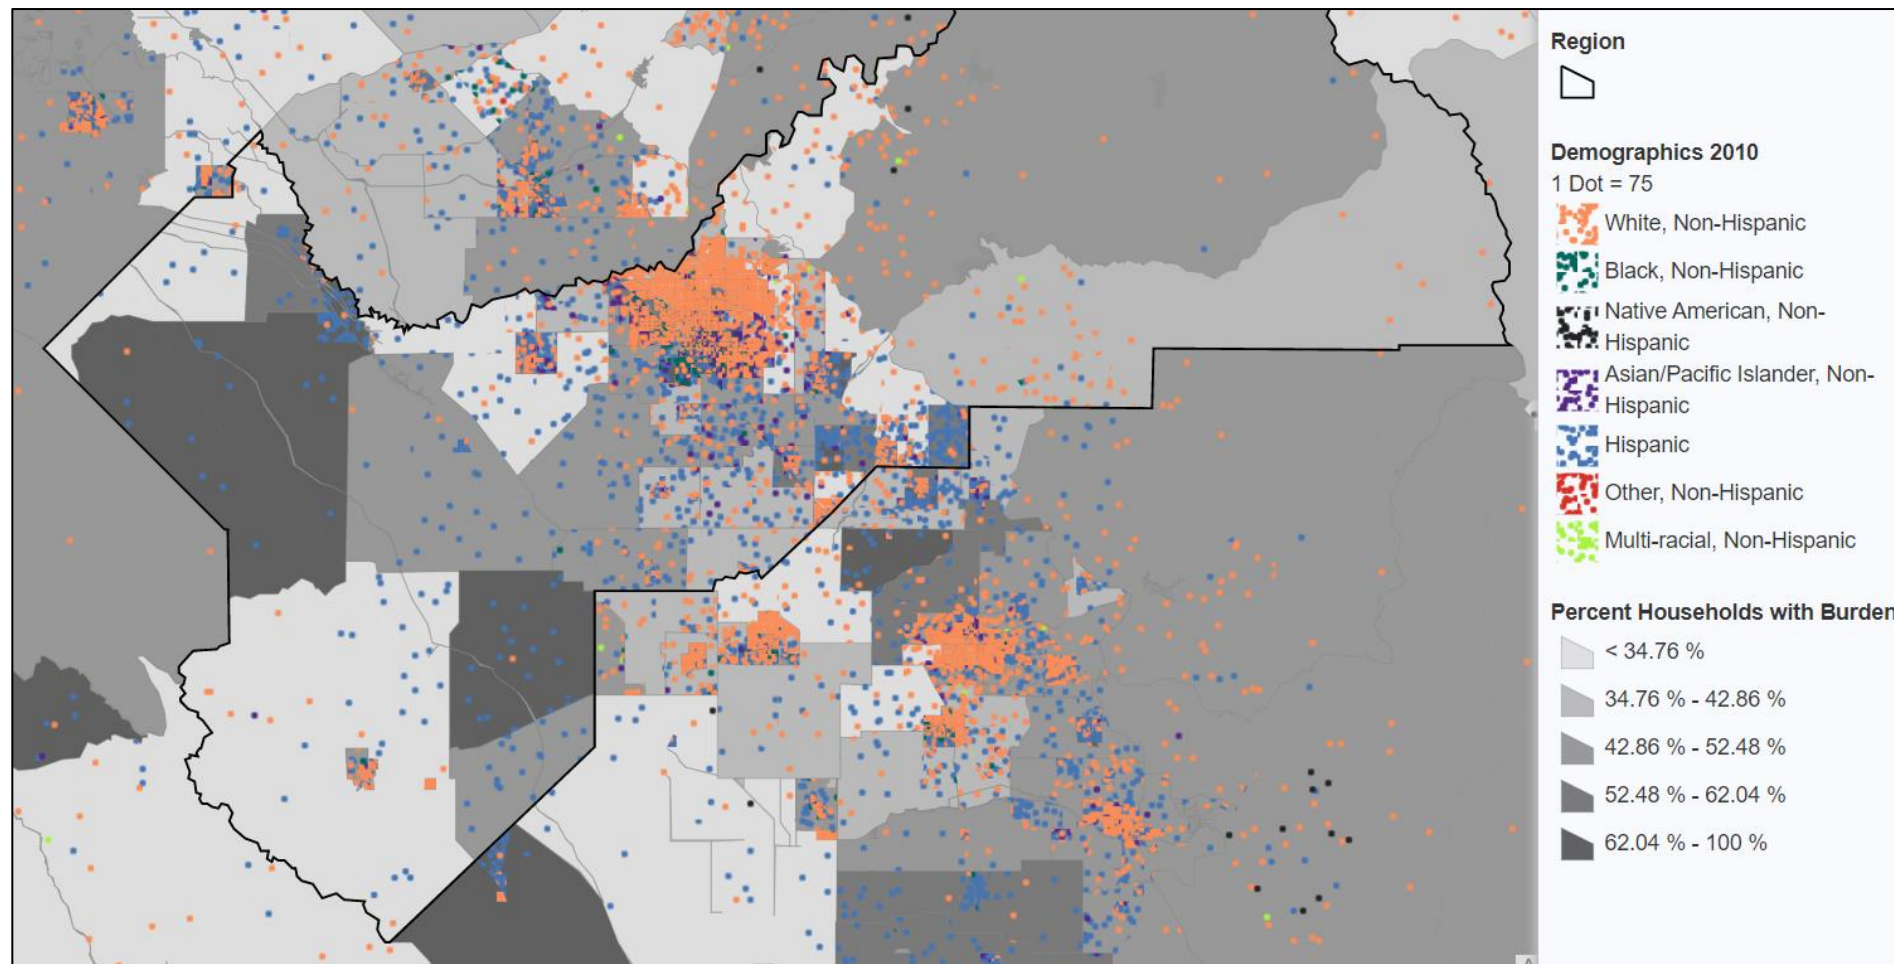 Region
Demographics 2010
1 Dot = 75
White, Non-Hispanic
Black, Non-Hispanic
Native American, Non-
Hispanic
Asian/Pacific Islander, Non-
Hispanic
Hispanic
Other, Non-Hispanic
Multi-racial, Non-Hispanic
Percent Households with Burden
< 34.76 %
34.76 % - 42.86 %
42.86 % - 52.48 %
52.48 % - 62.04 %
62.04 % - 100 %